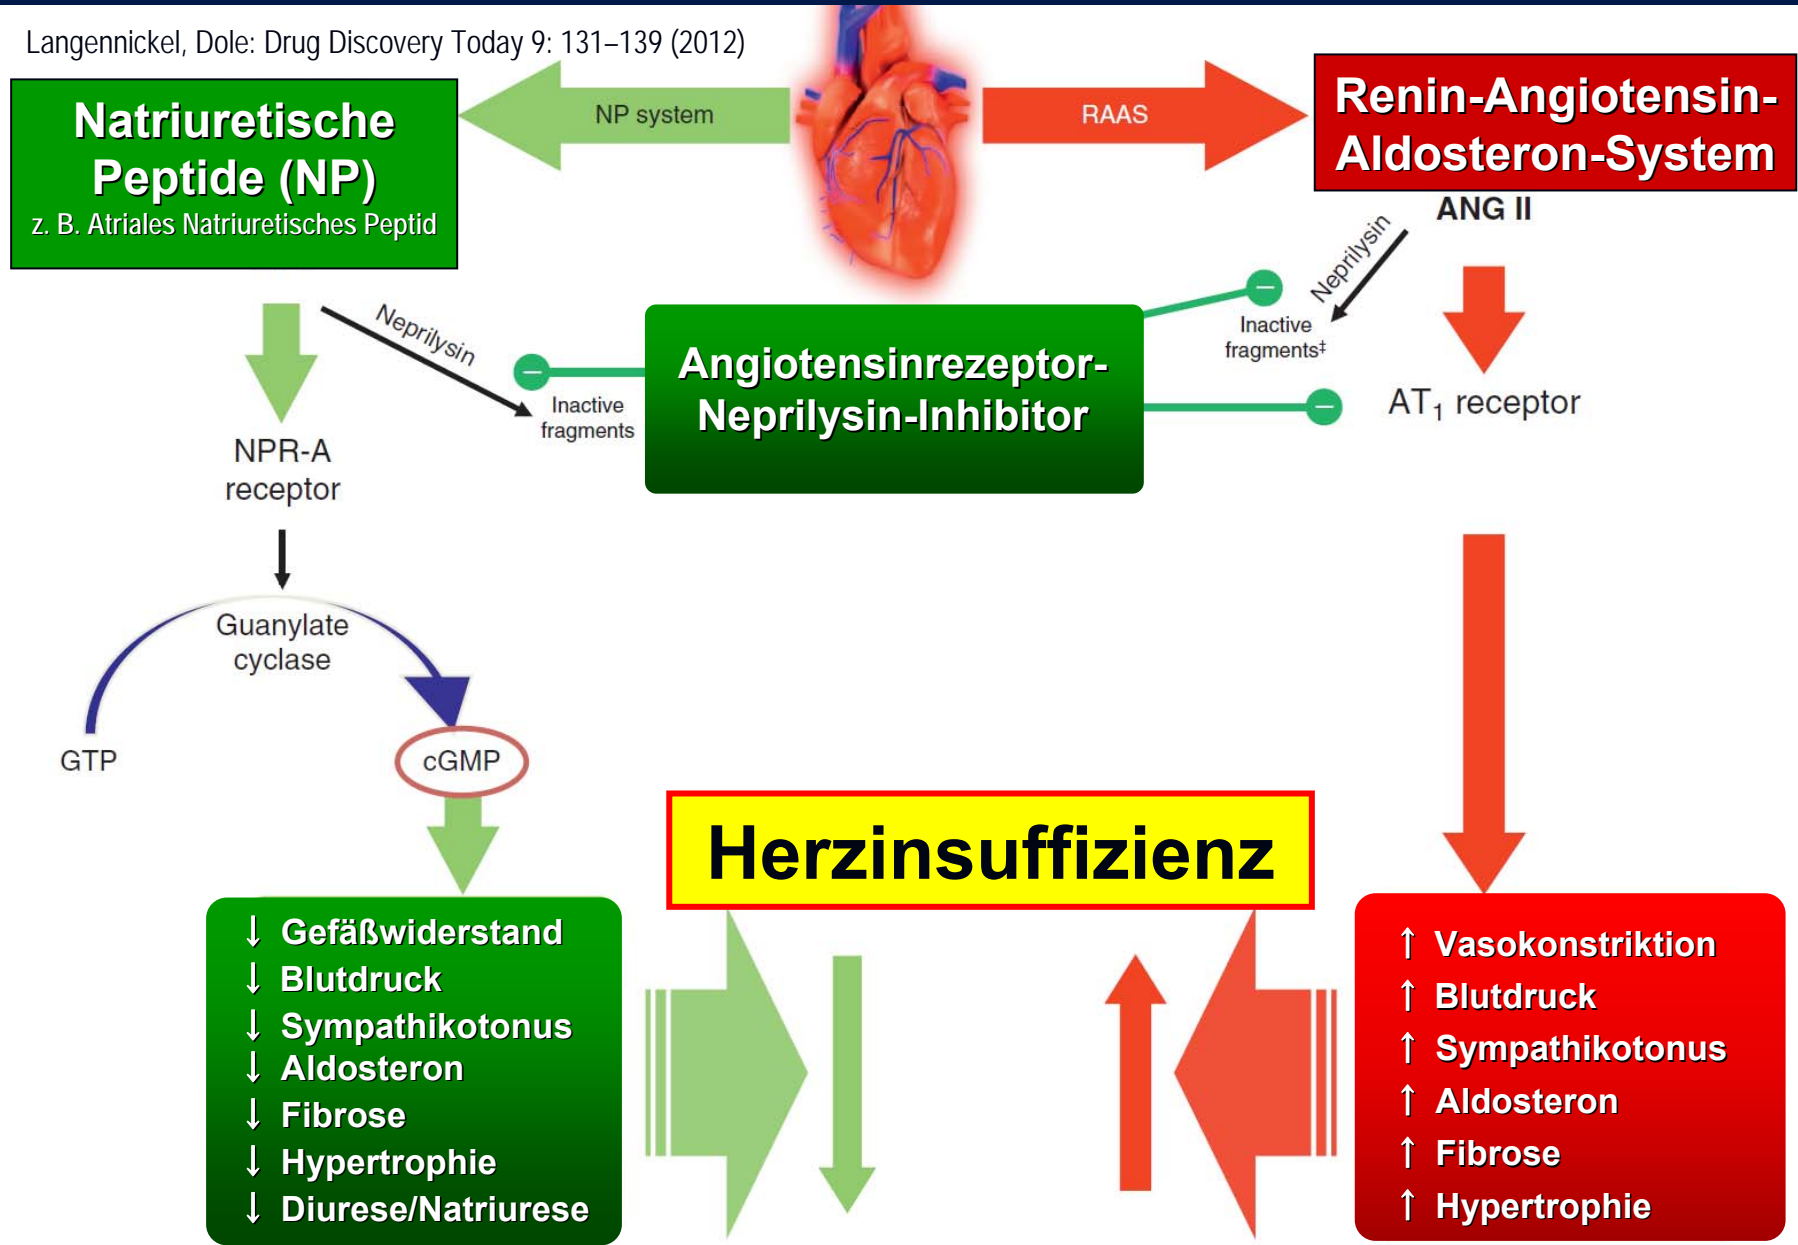 Langennickel, Dole: Drug Discovery Today 9: 131–139 (2012)
Natriuretische
Peptide (NP)
z. B. Atriales Natriuretisches Peptid
NP system
RAAS
Renin-Angiotensin-
Aldosteron-System
ANG II
Neprilysin
Inactive
fragments
Angiotensinrezeptor-
Neprilysin-Inhibitor
Neprilysin
Inactive
fragments‡
AT₁ receptor
NPR-A
receptor
Guanylate
cyclase
GTP
cGMP
Herzinsuffizienz
↓ Gefäßwiderstand
↓ Blutdruck
↓ Sympathikotonus
↓ Aldosteron
↓ Fibrose
↓ Hypertrophie
↓ Diurese/Natriurese
↑ Vasokonstriktion
↑ Blutdruck
↑ Sympathikotonus
↑ Aldosteron
↑ Fibrose
↑ Hypertrophie